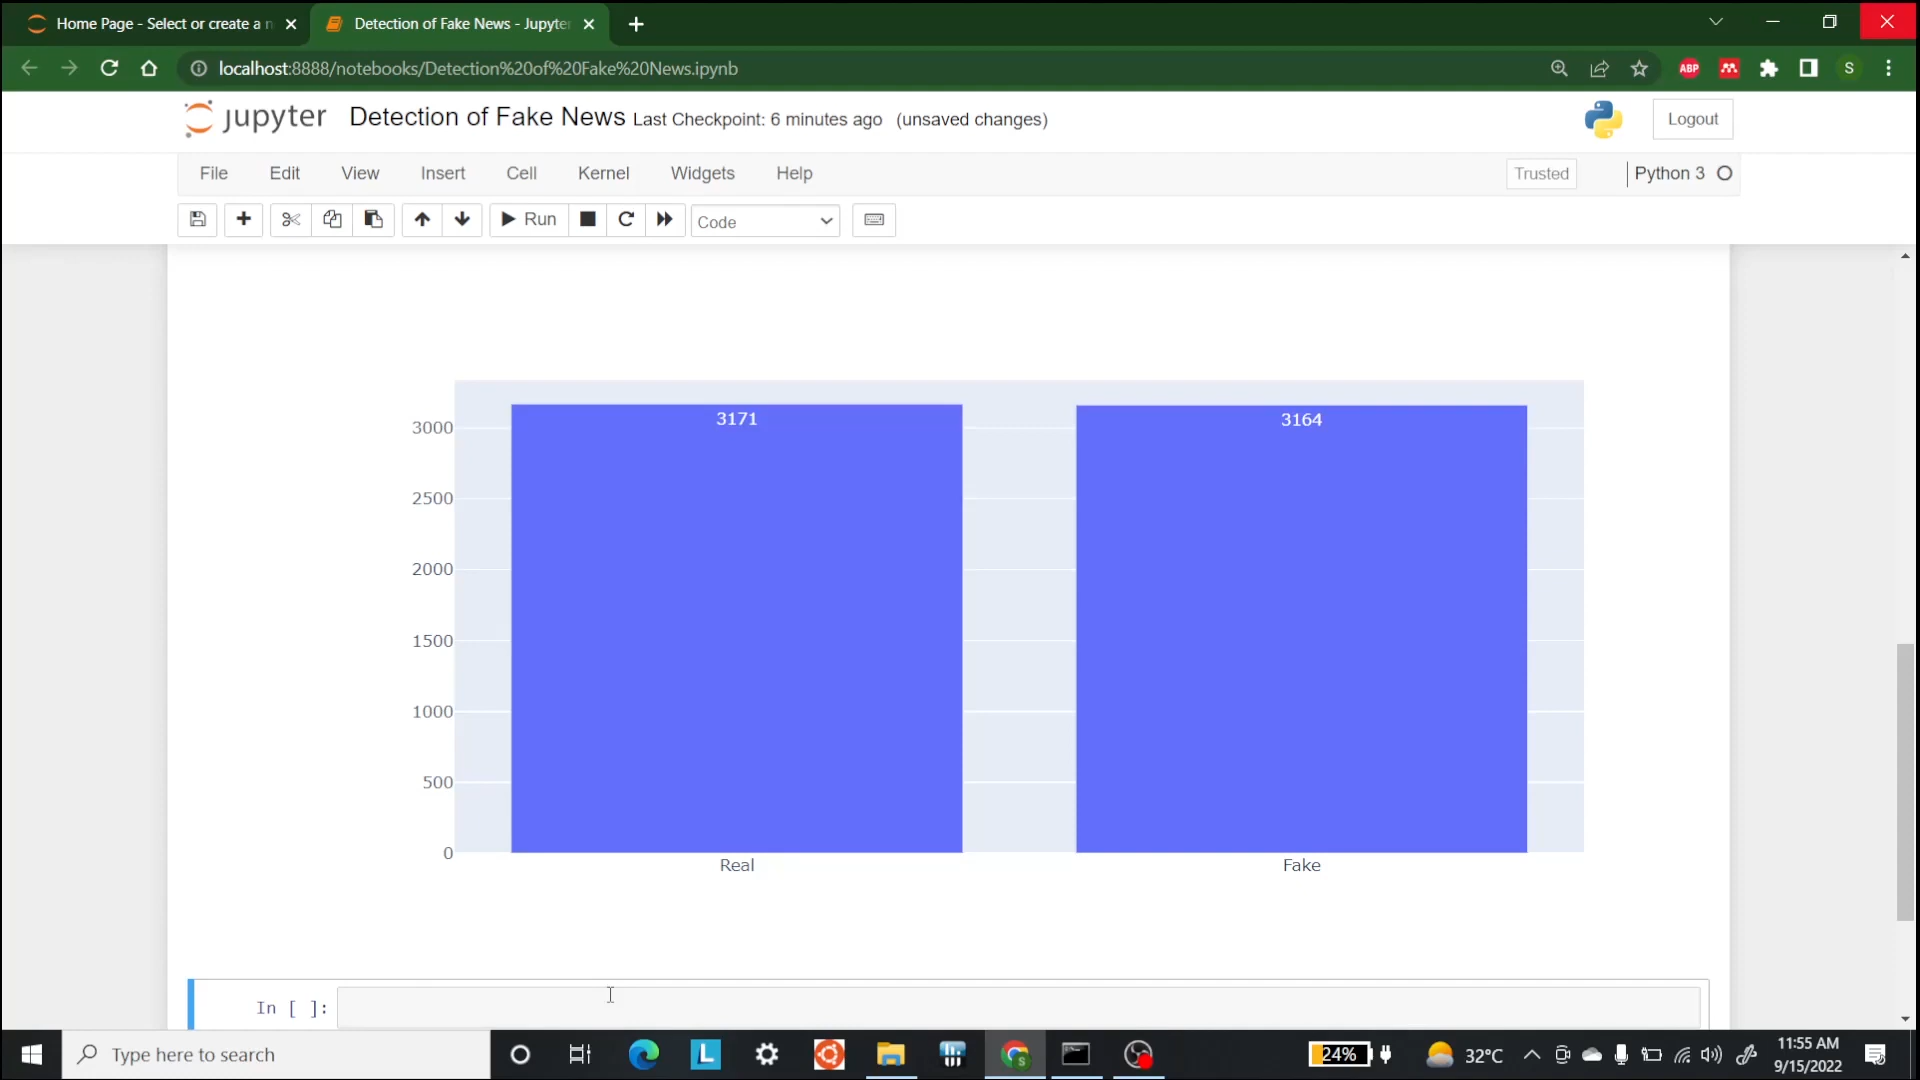 Home Page - Select or create a n
Detection of Fake News - Jupyter
localhost:8888/notebooks/Detection%20of%20Fake%20News.ipynb
ABP
S
jupyter Detection of Fake News Last Checkpoint: 6 minutes ago (unsaved changes)
Logout
File Edit View Insert Cell Kernel Widgets Help
Trusted
Python 3
Run
Code
3171
3164
3000
2500
2000
1500
1000
500
0
Real
Fake
In [ ]:
Type here to search
L
S
24%
32°C
11:55 AM
9/15/2022